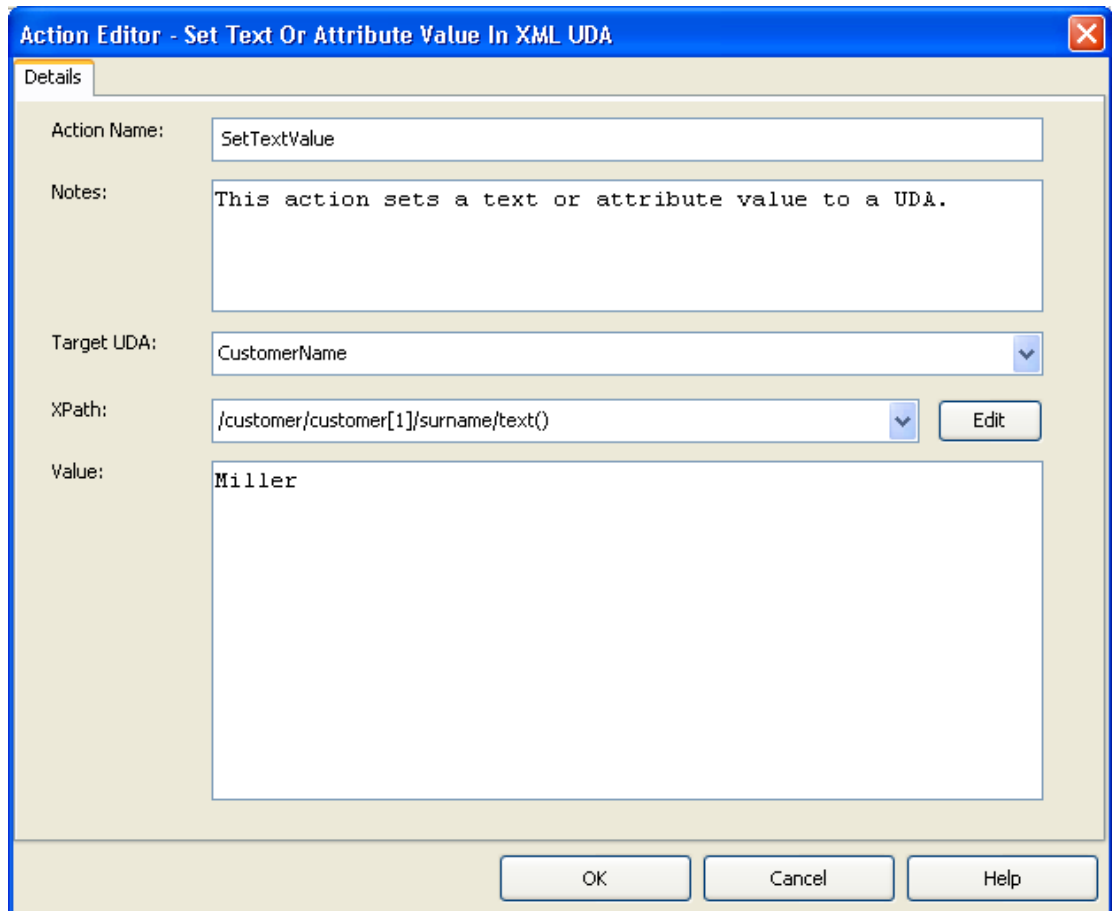 Action Editor - Set Text Or Attribute Value In XML UDA
Details
Action Name: SetTextValue
Notes: This action sets a text or attribute value to a UDA.
Target UDA: CustomerName
XPath: /customer/customer[1]/surname/text() Edit
Value: Miller
OK Cancel Help